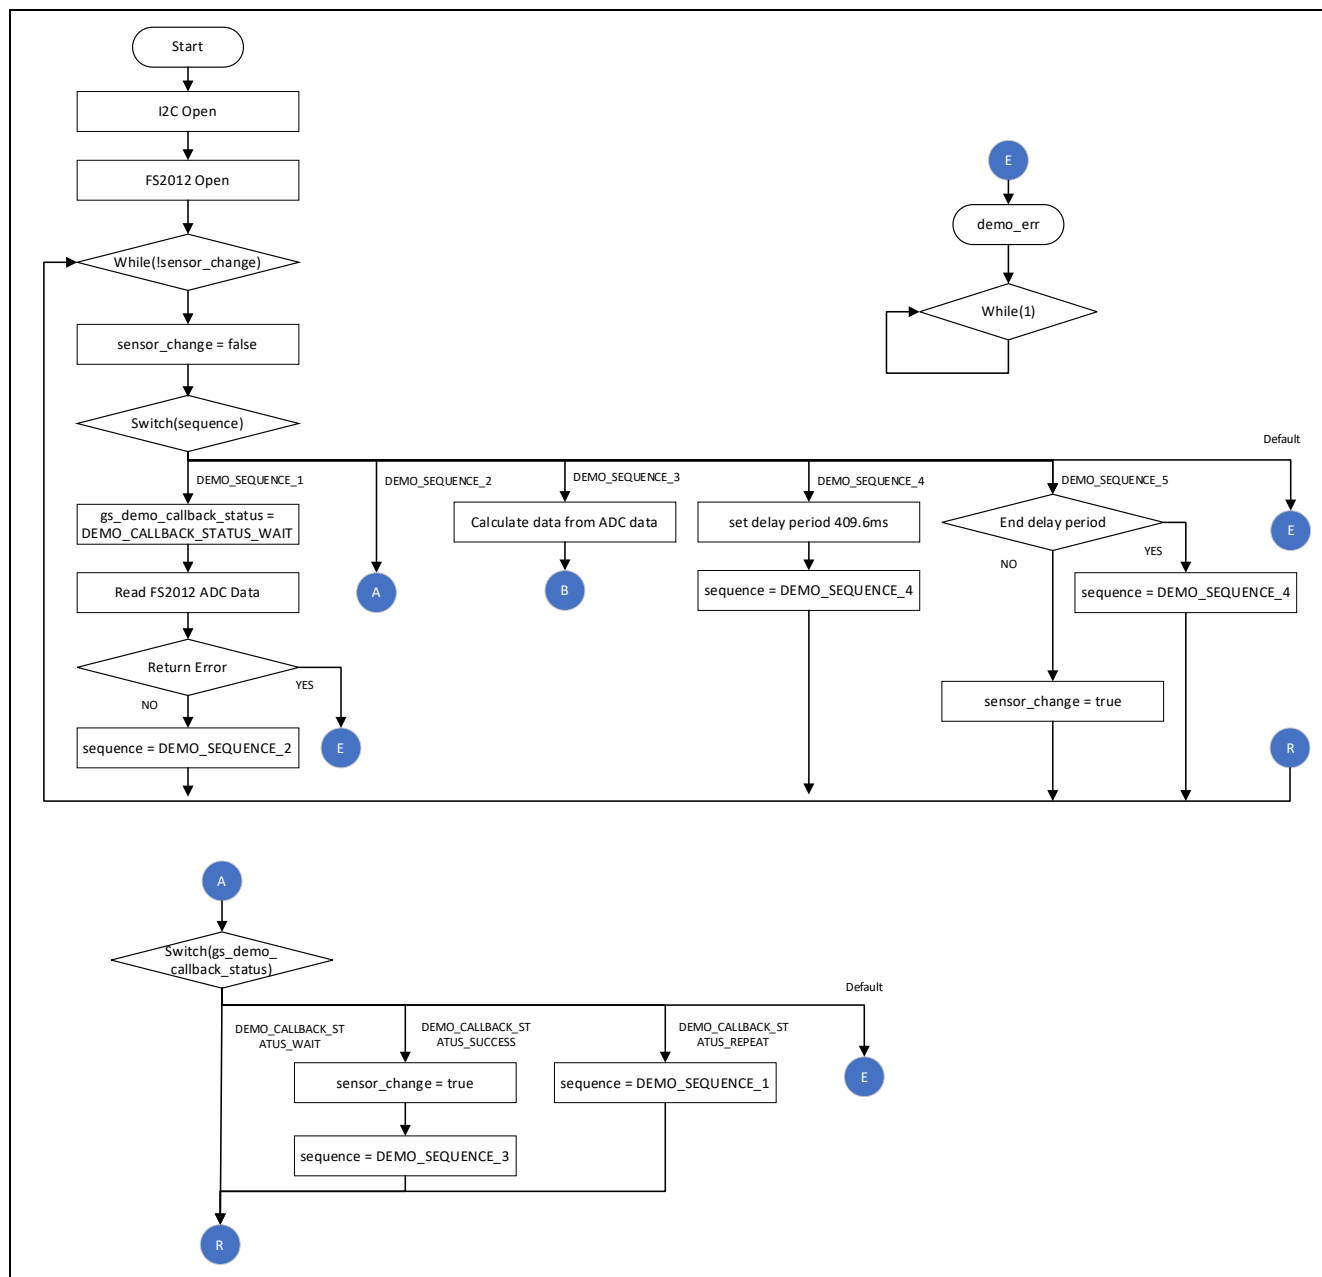 Start
I2C Open
FS2012 Open
While(!sensor_change)
sensor_change = false
Switch(sequence)
E
demo_err
While(1)
Default
DEMO_SEQUENCE_1
DEMO_SEQUENCE_2
DEMO_SEQUENCE_3
DEMO_SEQUENCE_4
DEMO_SEQUENCE_5
gs_demo_callback_status =
DEMO_CALLBACK_STATUS_WAIT
Read FS2012 ADC Data
Return Error
YES
NO
sequence = DEMO_SEQUENCE_2
E
A
Calculate data from ADC data
B
set delay period 409.6ms
sequence = DEMO_SEQUENCE_4
End delay period
YES
NO
sequence = DEMO_SEQUENCE_4
sensor_change = true
E
R
A
Switch(gs_demo_
callback_status)
Default
DEMO_CALLBACK_ST
ATUS_WAIT
DEMO_CALLBACK_ST
ATUS_SUCCESS
DEMO_CALLBACK_ST
ATUS_REPEAT
sensor_change = true
sequence = DEMO_SEQUENCE_3
sequence = DEMO_SEQUENCE_1
E
R